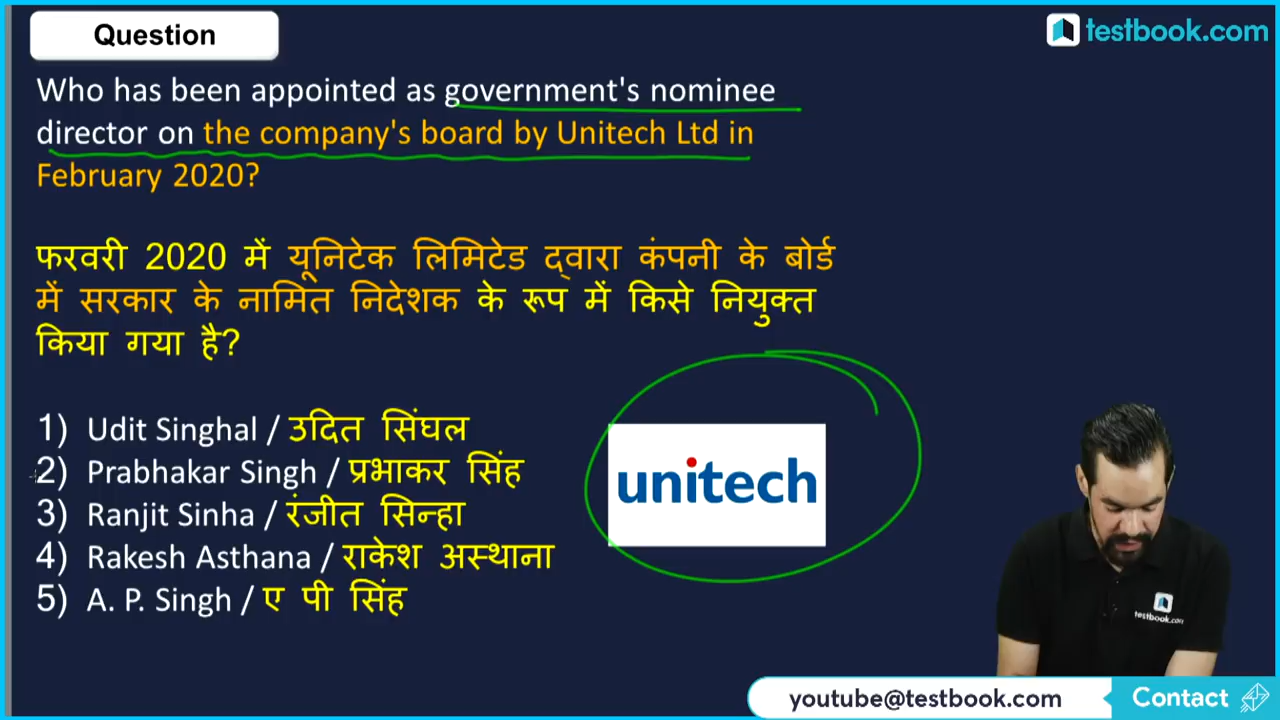 Question
testbook.com
Who has been appointed as government's nominee
director on the company's board by Unitech Ltd in
February 2020?
फरवरी 2020 में यूनिटेक लिमिटेड द्वारा कंपनी के बोर्ड
में सरकार के नामित निदेशक के रूप में किसे नियुक्त
किया गया है?
1) Udit Singhal / उदित सिंघल
2) Prabhakar Singh / प्रभाकर सिंह
3) Ranjit Sinha / रंजीत सिन्हा
4) Rakesh Asthana / राकेश अस्थाना
5) A. P. Singh / ए पी सिंह
unitech
testbook.com
youtube@testbook.com
Contact